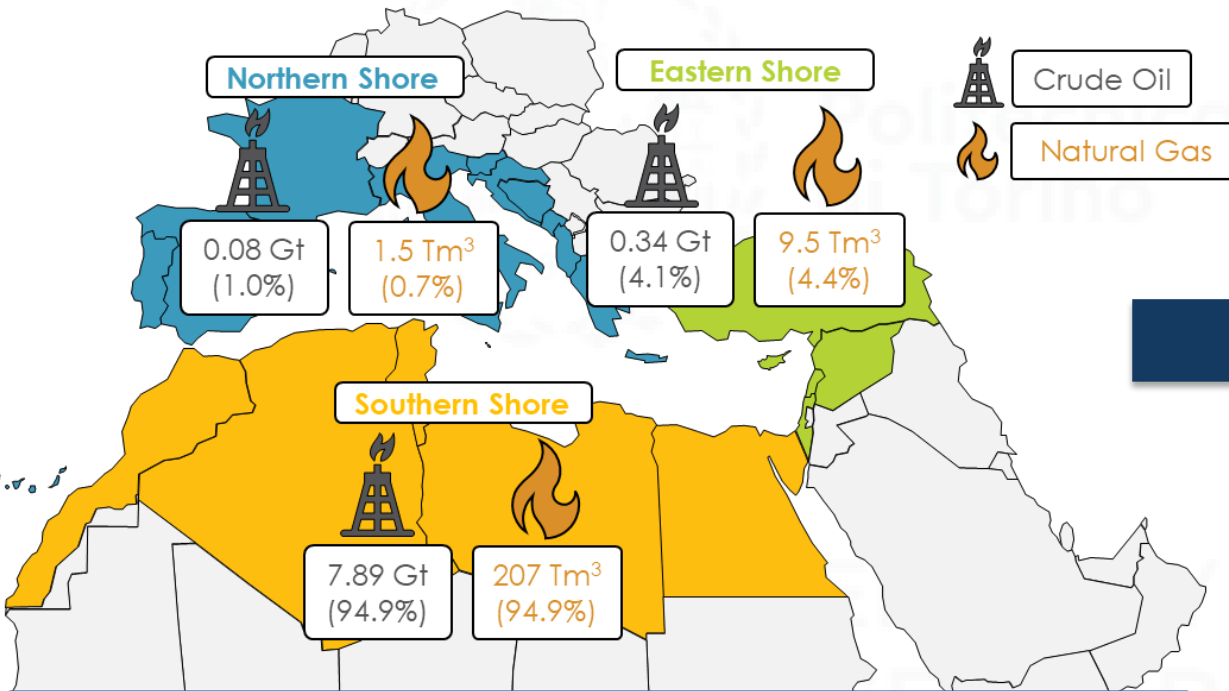 Northern Shore
Eastern Shore
Crude Oil
Natural Gas
0.08 Gt
(1.0%)
1.5 Tm³
(0.7%)
0.34 Gt
(4.1%)
9.5 Tm³
(4.4%)
Southern Shore
7.89 Gt
(94.9%)
207 Tm³
(94.9%)
di Torino